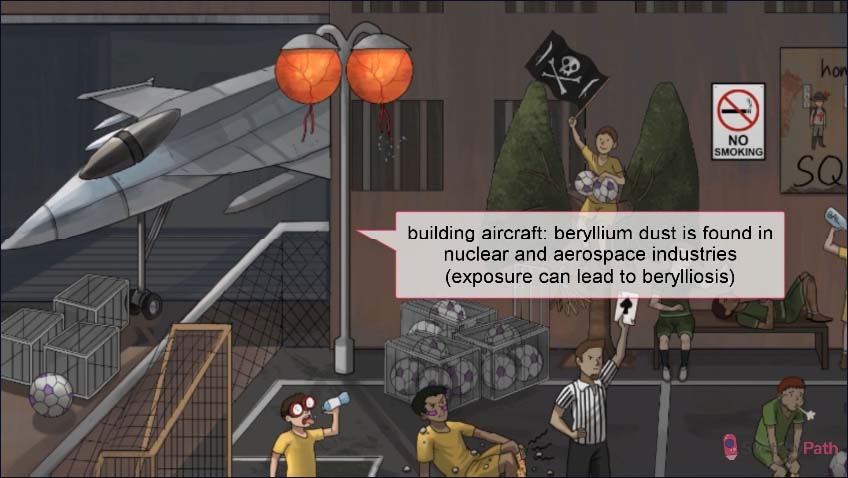 hom
NO
SMOKING
SQ
building aircraft: beryllium dust is found in
nuclear and aerospace industries
(exposure can lead to berylliosis)
Path